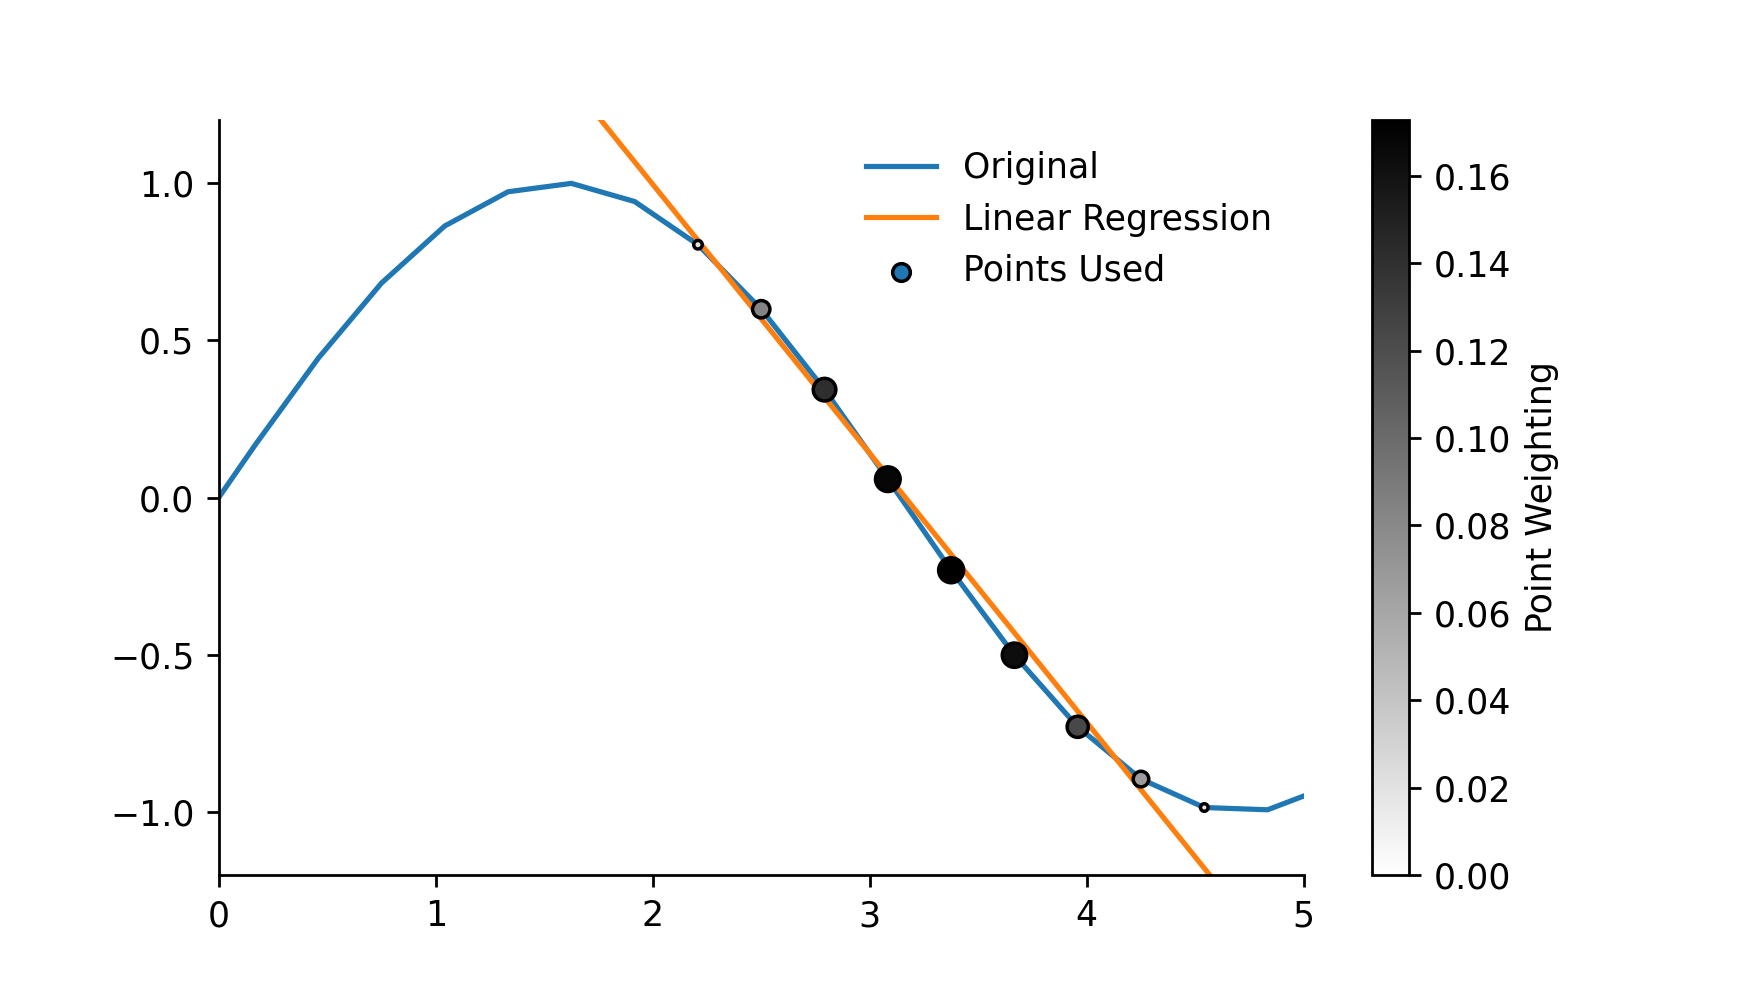 Original
Linear Regression
Points Used
1.0
0.5
0.0
−0.5
−1.0
0 1 2 3 4 5
0.16
0.14
0.12
0.10
0.08
0.06
0.04
0.02
0.00
Point Weighting